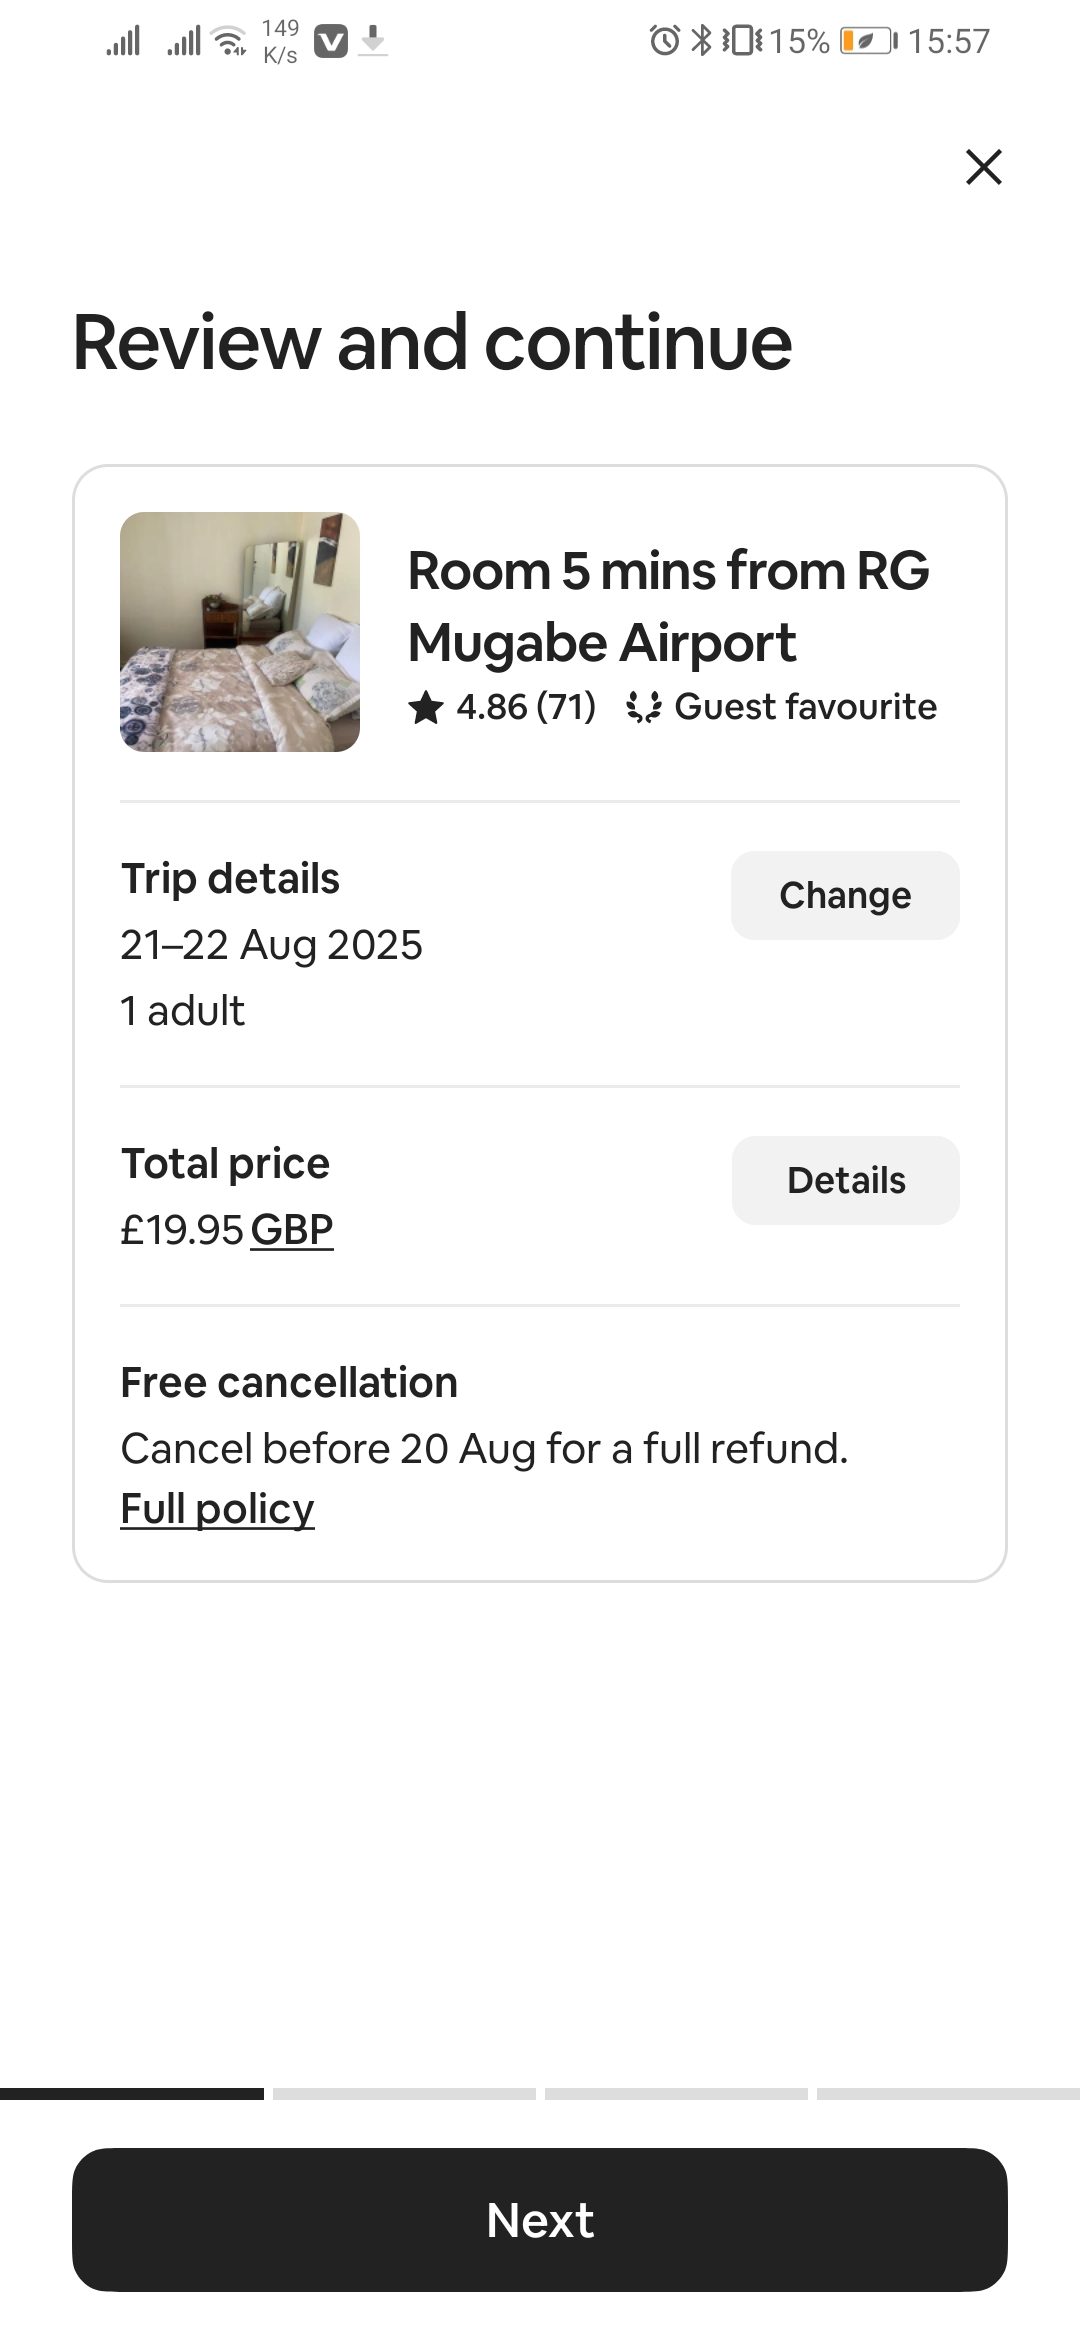 149
K/s
15%
15:57
Review and continue
Room 5 mins from RG
Mugabe Airport
4.86 (71) Guest favourite
Trip details
Change
21–22 Aug 2025
1 adult
Total price
Details
£19.95 GBP
Free cancellation
Cancel before 20 Aug for a full refund.
Full policy
Next